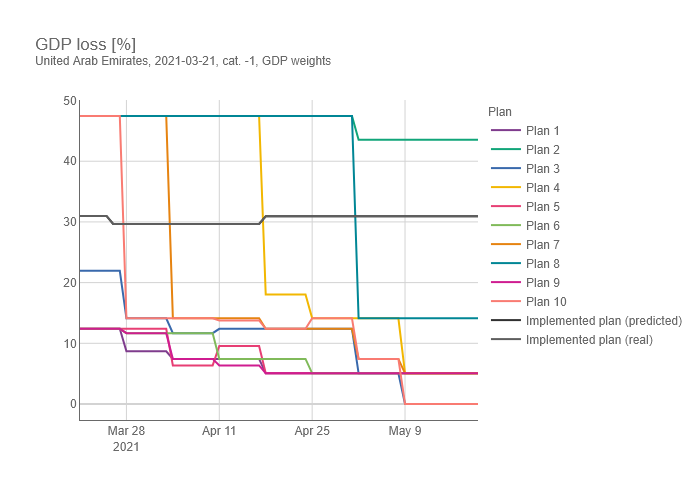 GDP loss [%]
United Arab Emirates, 2021-03-21, cat. -1, GDP weights
50
40
30
20
10
0
Mar 28
2021
Apr 11
Apr 25
May 9
Plan
Plan 1
Plan 2
Plan 3
Plan 4
Plan 5
Plan 6
Plan 7
Plan 8
Plan 9
Plan 10
Implemented plan (predicted)
Implemented plan (real)